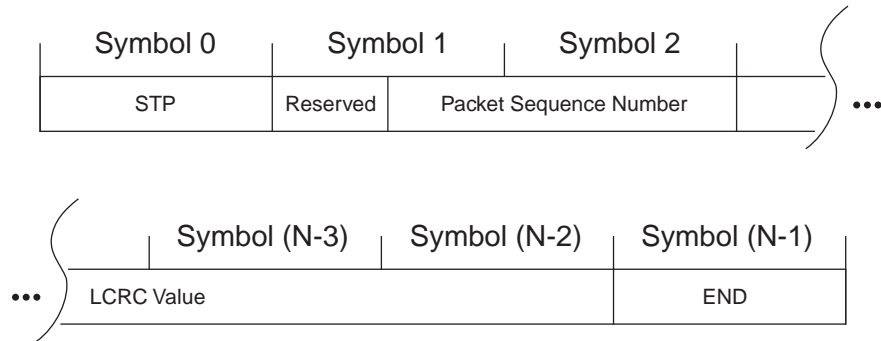 Symbol 0 Symbol 1 Symbol 2
STP Reserved Packet Sequence Number •••
Symbol (N-3) Symbol (N-2) Symbol (N-1)
••• LCRC Value END